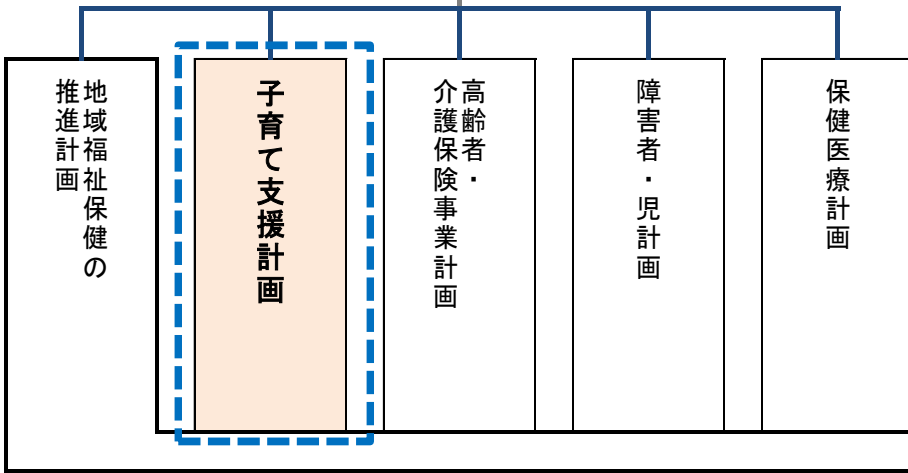 地域福祉保健の
推進計画
子育て支援計画
高齢者・
介護保険事業計画
障害者・児計画
保健医療計画